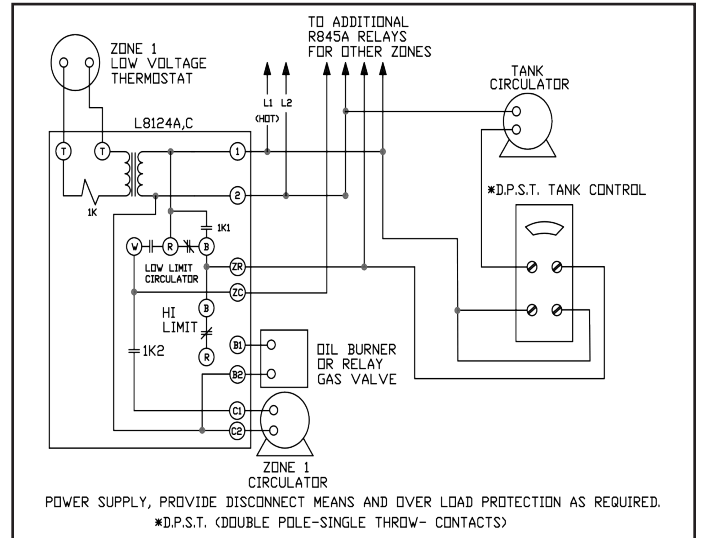 TO ADDITIONAL
R845A RELAYS
FOR OTHER ZONES
ZONE 1
LOW VOLTAGE
THERMOSTAT
TANK
CIRCULATOR
L1 L2
(HOT)
L8124A,C
T T 1
*D.P.S.T. TANK CONTROL
2
1K
1K1
W R B
LOW LIMIT
CIRCULATOR
ZR
ZC
B
HI
LIMIT
1K2
R
B1
B2
OIL BURNER
OR RELAY
GAS VALVE
C1
C2
ZONE 1
CIRCULATOR
POWER SUPPLY, PROVIDE DISCONNECT MEANS AND OVER LOAD PROTECTION AS REQUIRED.
*D.P.S.T. (DOUBLE POLE-SINGLE THROW- CONTACTS)